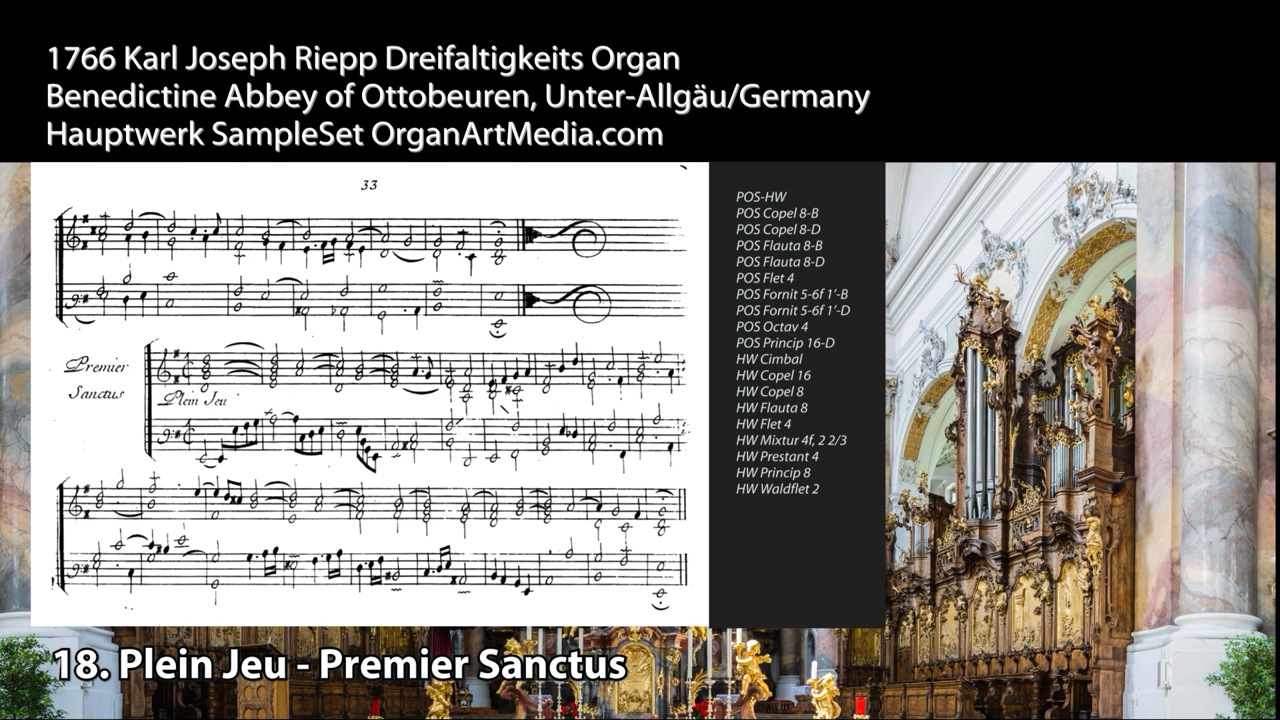 1766 Karl Joseph Riepp Dreifaltigkeits Organ
Benedictine Abbey of Ottobeuren, Unter-Allgäu/Germany
Hauptwerk SampleSet OrganArtMedia.com
33
Premier
Sanctus
Plein Jeu
POS-HW
POS Copel 8-B
POS Copel 8-D
POS Flauta 8-B
POS Flauta 8-D
POS Flet 4
POS Fornit 5-6f 1'-B
POS Fornit 5-6f 1'-D
POS Octav 4
POS Princip 16-D
HW Cimbal
HW Copel 16
HW Copel 8
HW Flauta 8
HW Flet 4
HW Mixtur 4f, 2 2/3
HW Prestant 4
HW Princip 8
HW Waldflet 2
18. Plein Jeu - Premier Sanctus